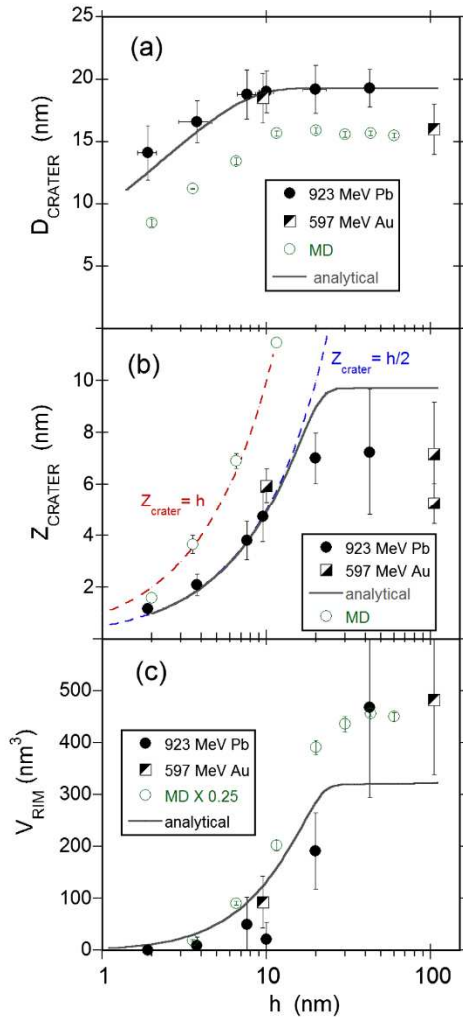 (a)
25
20
15
10
5
D_CRATER (nm)
923 MeV Pb
597 MeV Au
MD
analytical
(b)
Z_crater = h/2
10
8
6
4
2
Z_CRATER (nm)
Z_crater = h
923 MeV Pb
597 MeV Au
analytical
MD
(c)
500
400
300
200
100
0
V_RIM (nm³)
923 MeV Pb
597 MeV Au
MD X 0.25
analytical
1 10 100
h (nm)